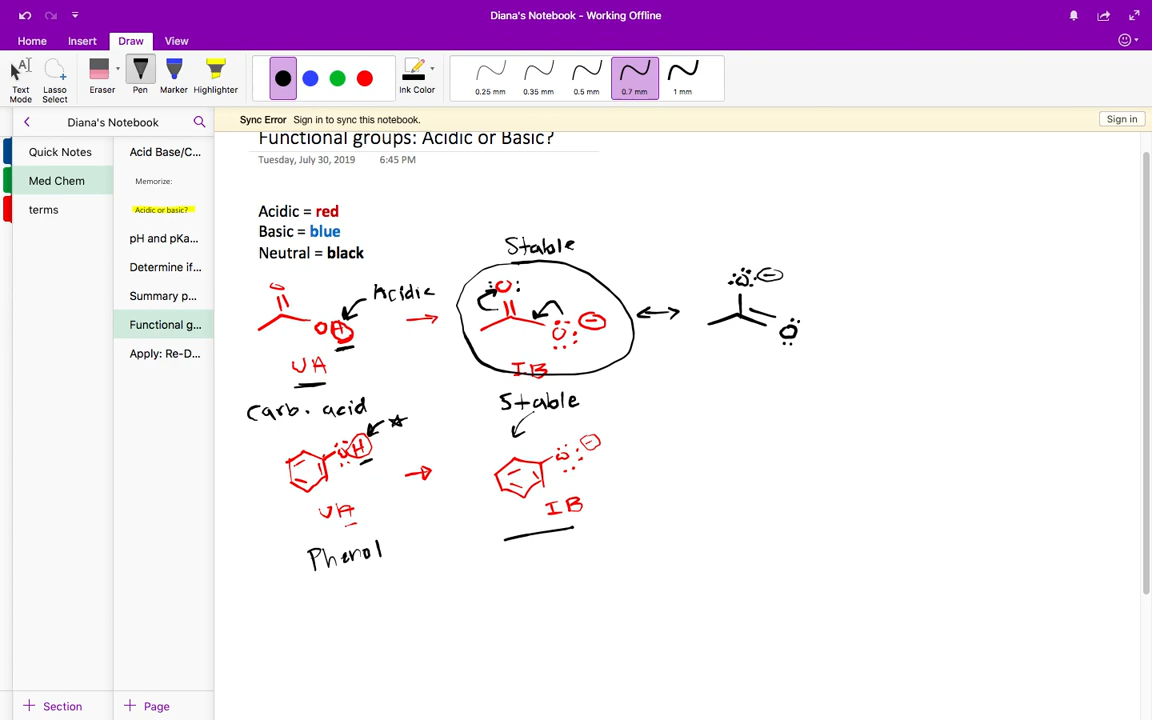 Diana's Notebook - Working Offline
Home Insert Draw View
Text Mode
Lasso Select
Eraser
Pen
Marker
Highlighter
Ink Color
0.25 mm 0.35 mm 0.5 mm 0.7 mm 1 mm
Sync Error Sign in to sync this notebook. Sign in
Diana's Notebook
Quick Notes
Med Chem
terms
Acid Base/C...
Memorize:
Acidic or basic?
pH and pKa...
Determine if...
Summary p...
Functional g...
Apply: Re-D...
Functional groups: Acidic or Basic?
Tuesday, July 30, 2019 6:45 PM
Acidic = red
Basic = blue
Neutral = black
Stable
Acidic
O O
O
OH O O
UA IB
Carb. acid
Stable
OH O
UA IB
Phenol
+ Section + Page